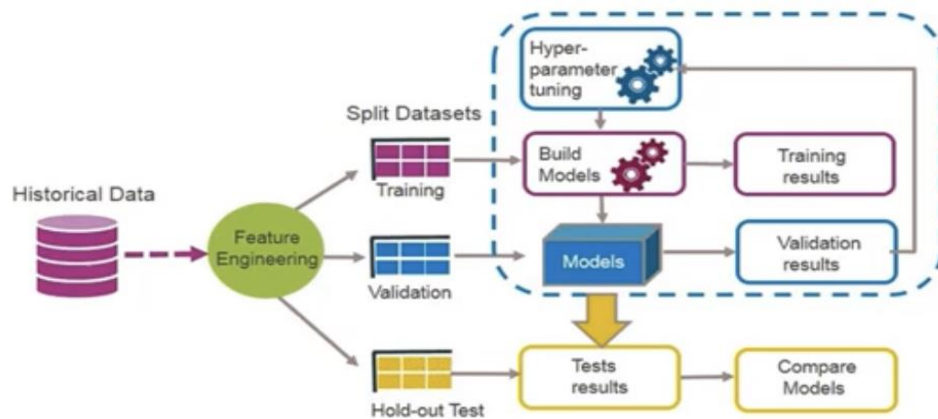 Hyper-
parameter
tuning
Split Datasets
Build
Models
Training
results
Training
Historical Data
Feature
Engineering
Models
Validation
results
Validation
Tests
results
Compare
Models
Hold-out Test